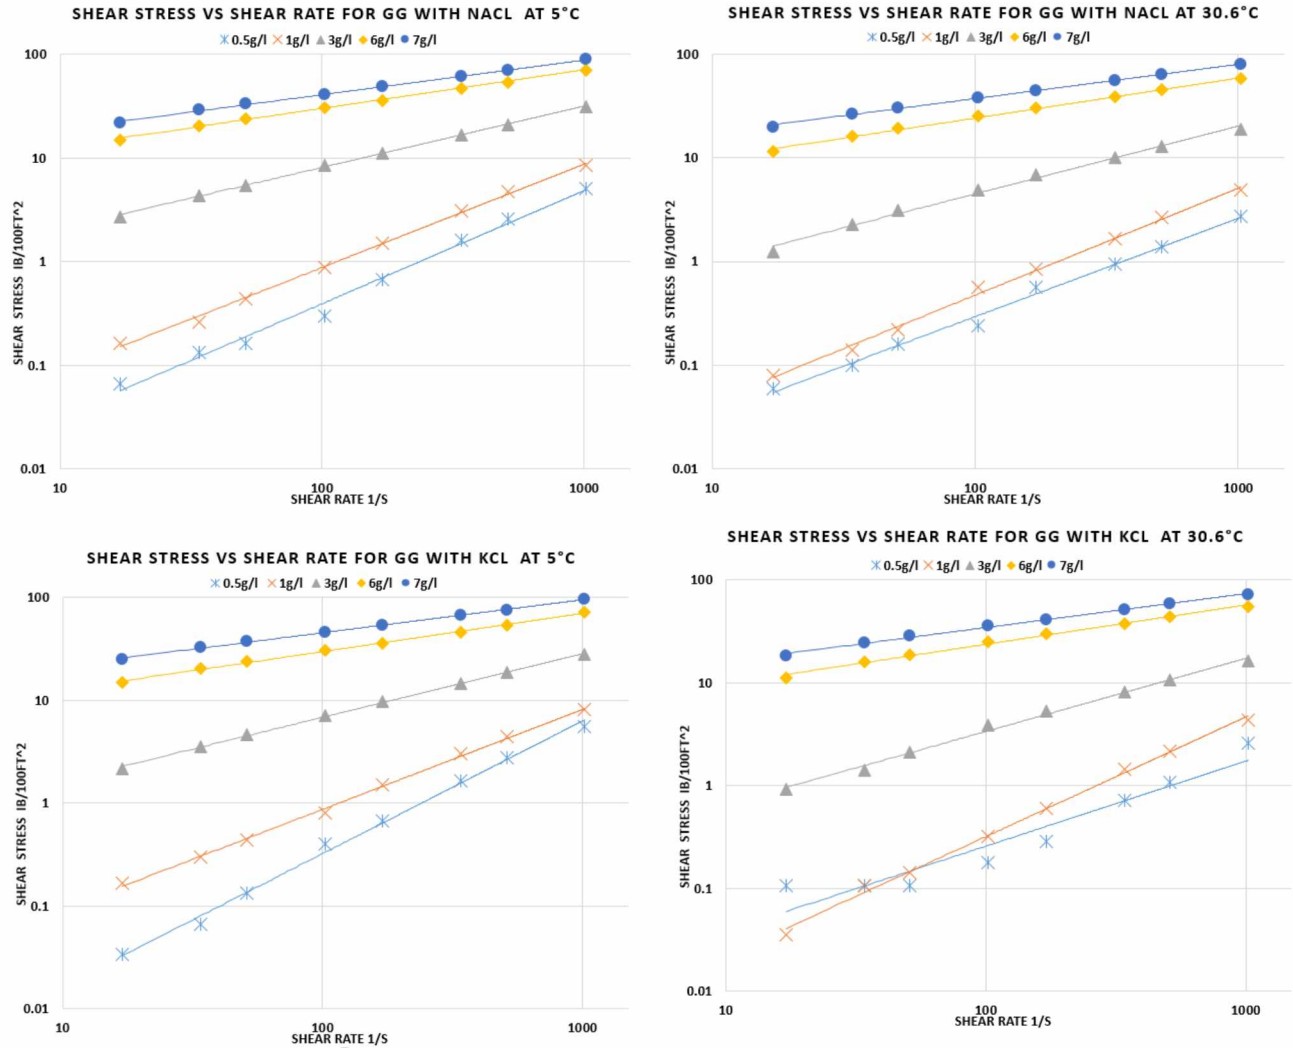 SHEAR STRESS VS SHEAR RATE FOR GG WITH NACL AT 5°C
0.5g/l 1g/l 3g/l 6g/l 7g/l
100
10
1
0.1
0.01
SHEAR STRESS IB/100FT^2
10 100 1000
SHEAR RATE 1/S
SHEAR STRESS VS SHEAR RATE FOR GG WITH NACL AT 30.6°C
0.5g/l 1g/l 3g/l 6g/l 7g/l
100
10
1
0.1
0.01
SHEAR STRESS IB/100FT^2
10 100 1000
SHEAR RATE 1/S
SHEAR STRESS VS SHEAR RATE FOR GG WITH KCL AT 5°C
0.5g/l 1g/l 3g/l 6g/l 7g/l
100
10
1
0.1
0.01
SHEAR STRESS IB/100FT^2
10 100 1000
SHEAR RATE 1/S
SHEAR STRESS VS SHEAR RATE FOR GG WITH KCL AT 30.6°C
0.5g/l 1g/l 3g/l 6g/l 7g/l
100
10
1
0.1
0.01
SHEAR STRESS IB/100FT^2
10 100 1000
SHEAR RATE 1/S